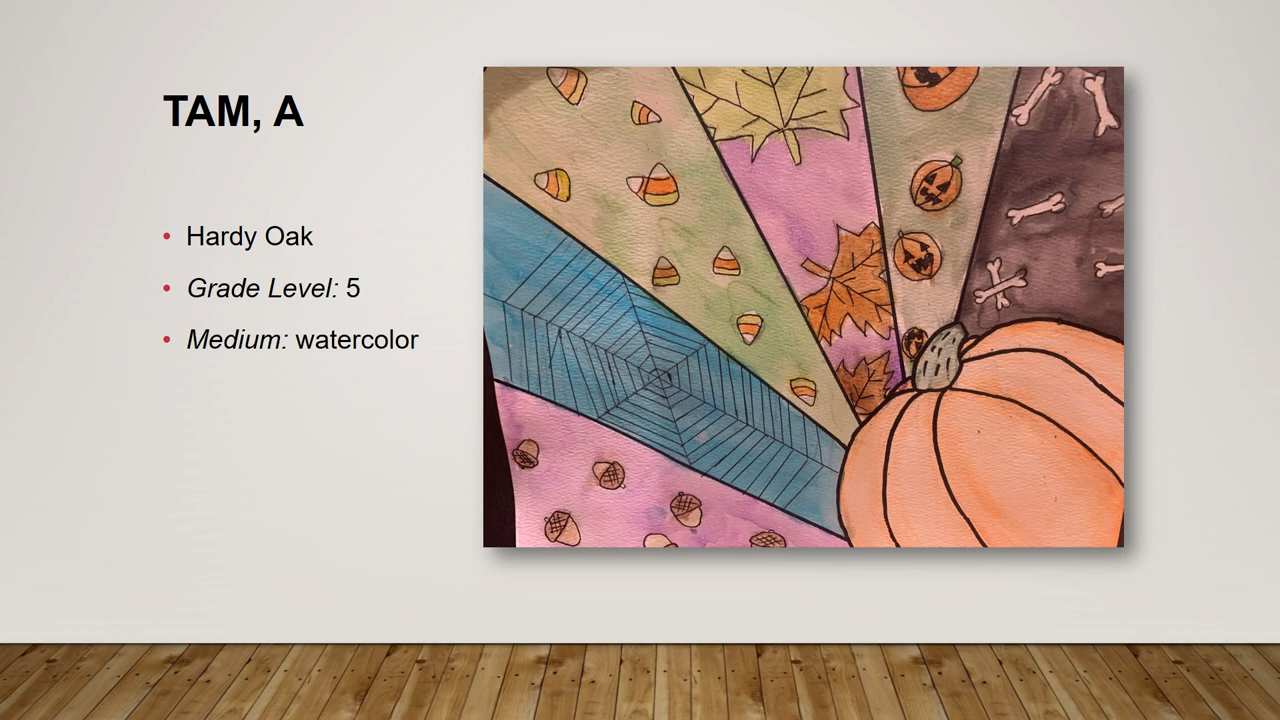 TAM, A
• Hardy Oak
• Grade Level: 5
• Medium: watercolor